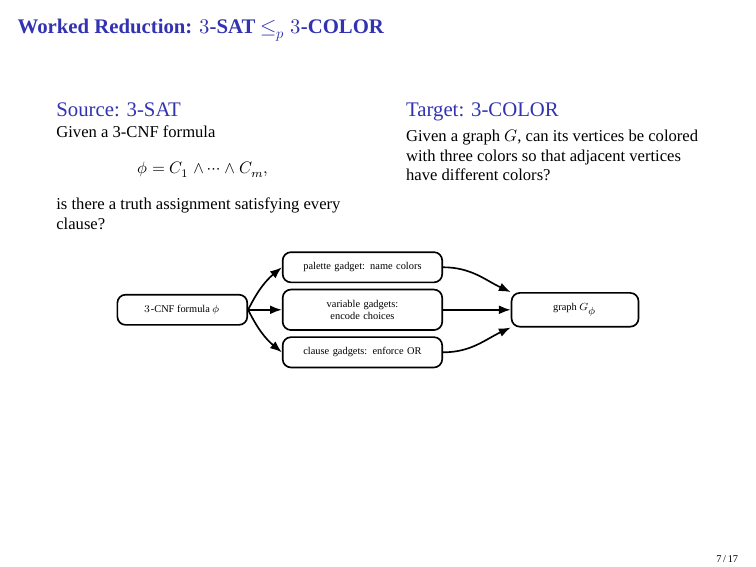 Worked Reduction: 3-SAT ≤p 3-COLOR
Source: 3-SAT
Given a 3-CNF formula
ϕ = C1 ∧ ··· ∧ Cm,
is there a truth assignment satisfying every
clause?
Target: 3-COLOR
Given a graph G, can its vertices be colored
with three colors so that adjacent vertices
have different colors?
3-CNF formula ϕ
palette gadget: name colors
variable gadgets:
encode choices
clause gadgets: enforce OR
graph Gϕ
7 / 17